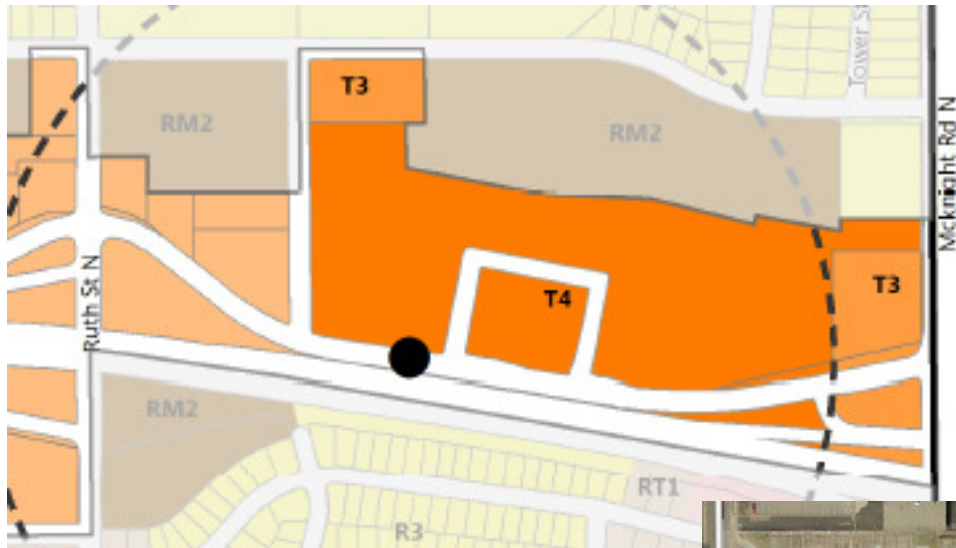 Tower St
T3
RM2
RM2
Mcknight Rd N
Ruth St N
T4
T3
RM2
RT1
R3